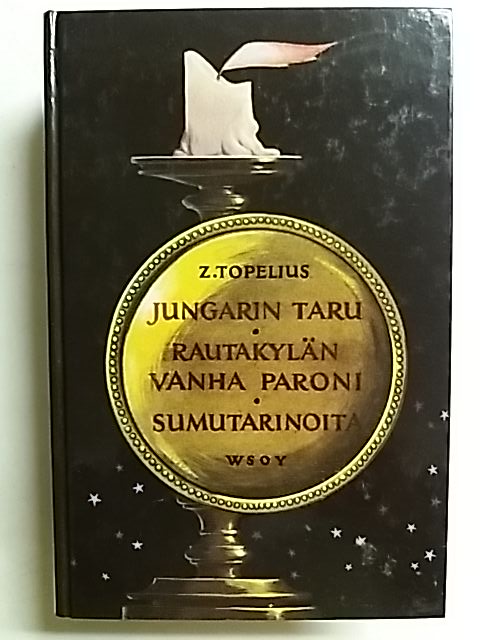 Z.TOPELIUS
JUNGARIN TARU
•
RAUTAKYLÄN
VANHA PARONI
•
SUMUTARINOITA
WSOY